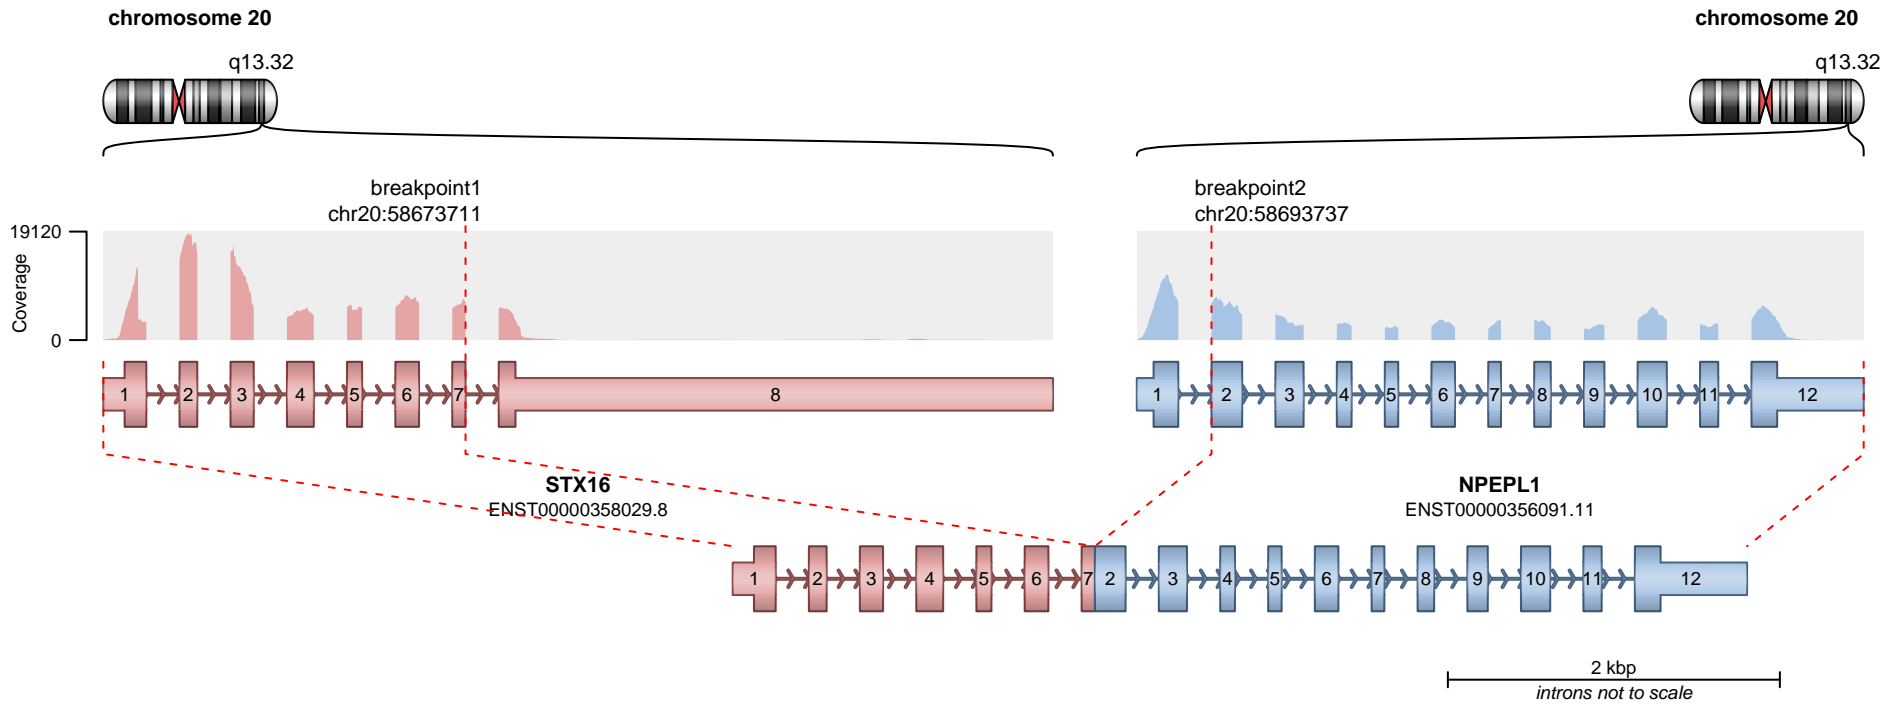 chromosome 20
chromosome 20
q13.32
q13.32
breakpoint1
chr20:58673711
breakpoint2
chr20:58693737
19120
Coverage
0
1 2 3 4 5 6 7 8
1 2 3 4 5 6 7 8 9 10 11 12
STX16
ENST00000358029.8
NPEPL1
ENST00000356091.11
1 2 3 4 5 6 7 2 3 4 5 6 7 8 9 10 11 12
2 kbp
introns not to scale